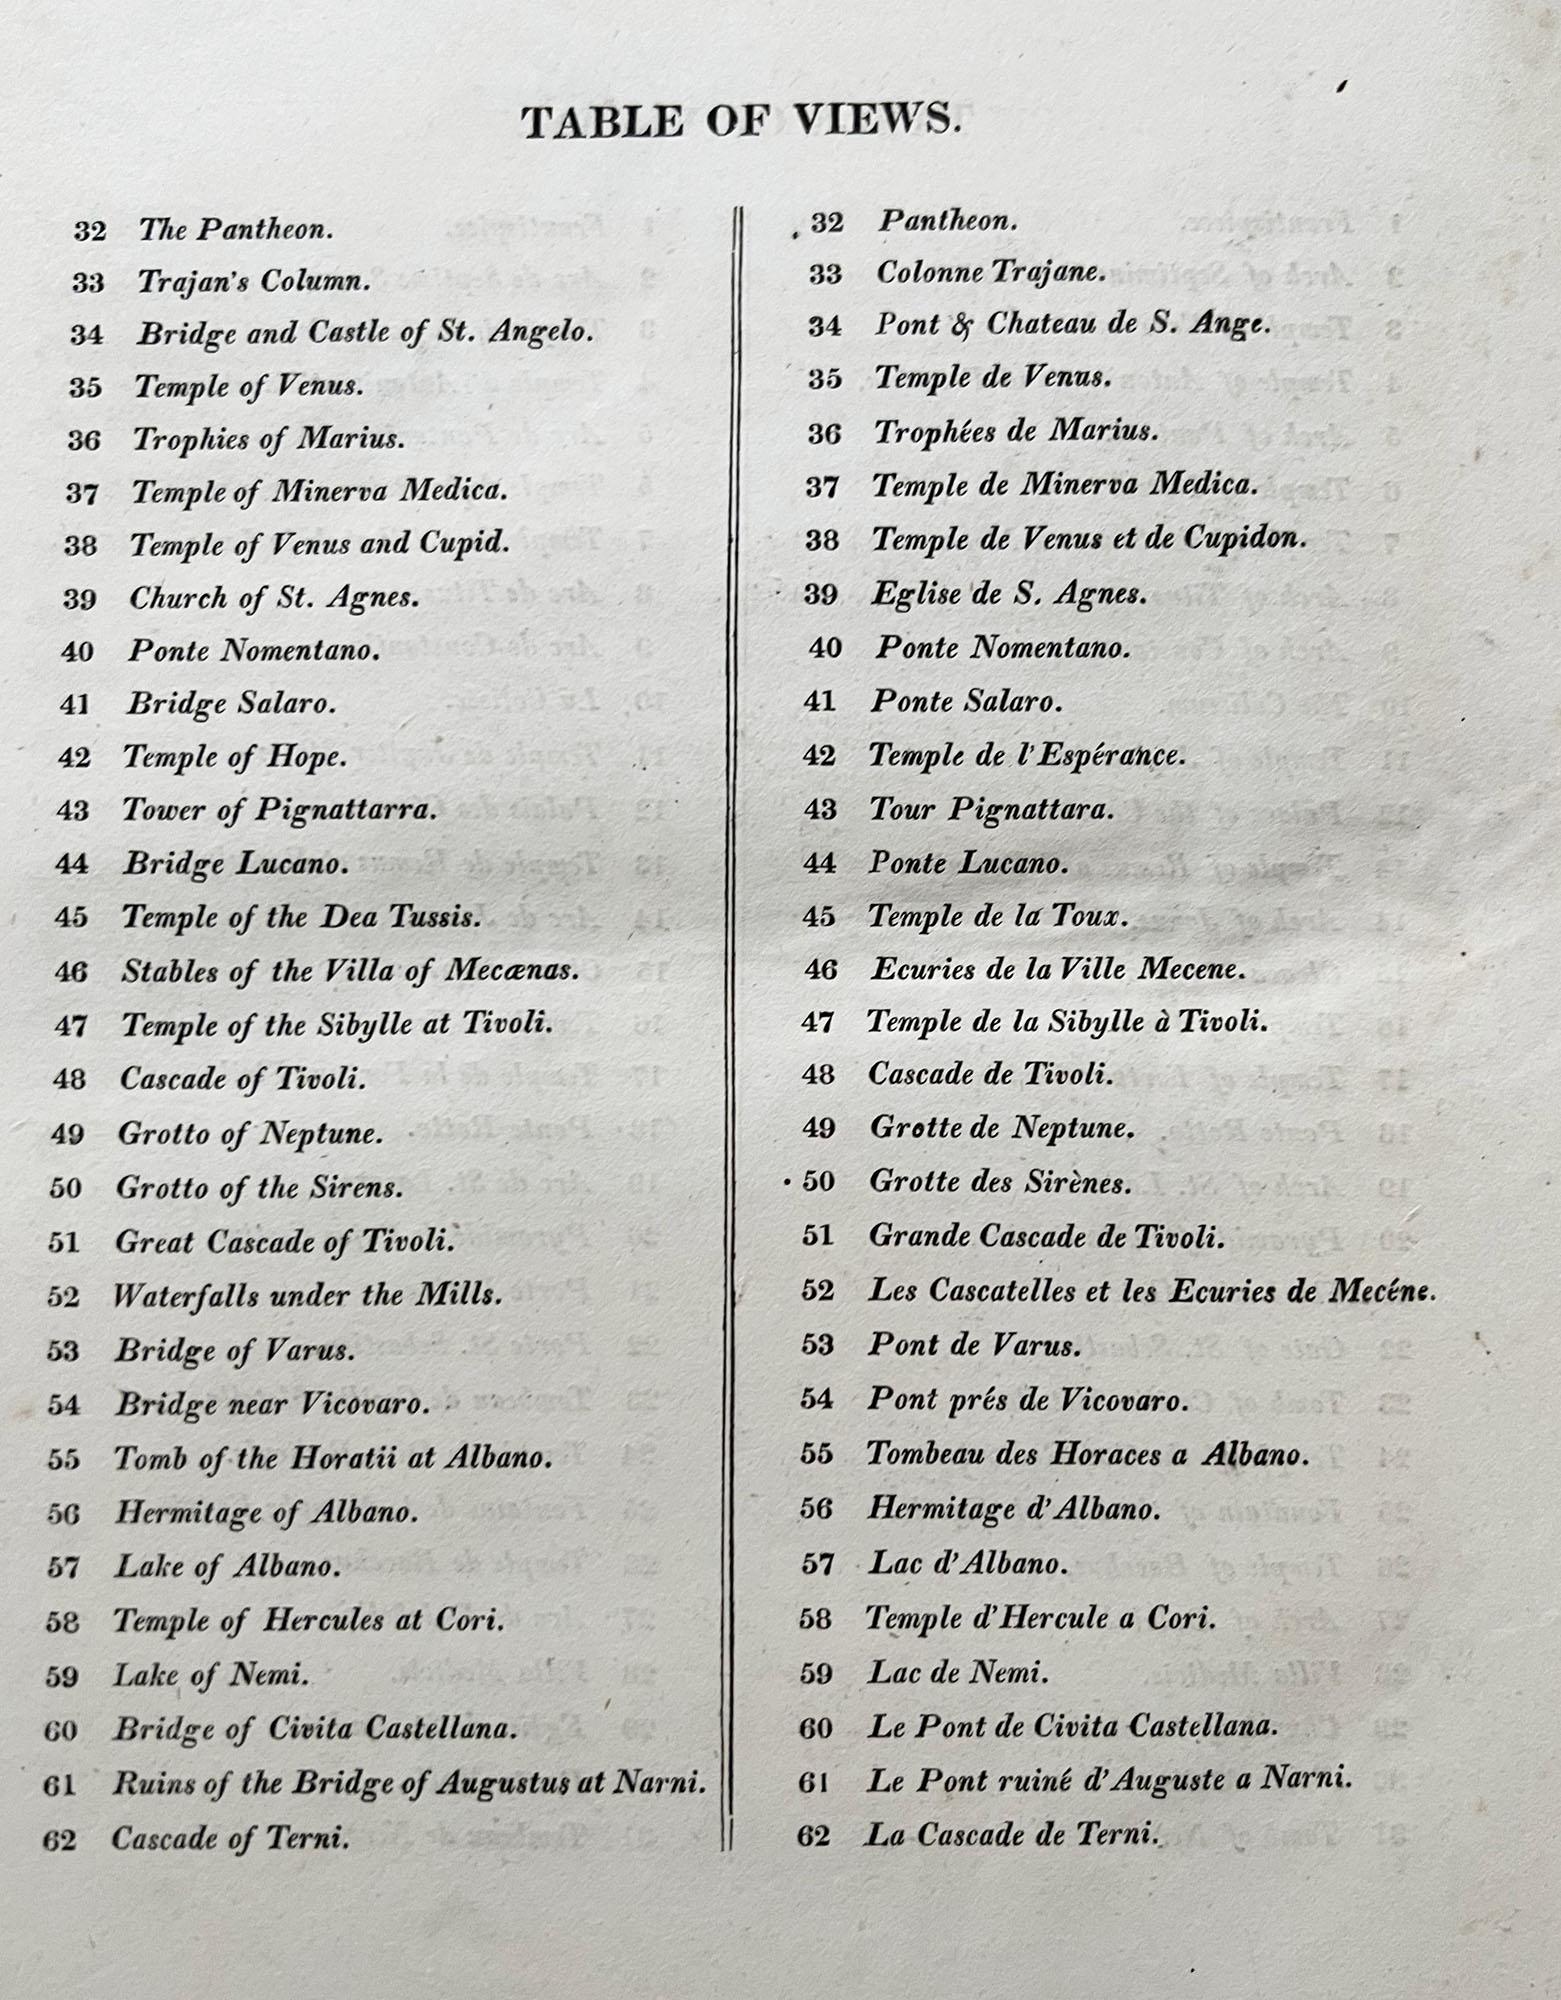 TABLE OF VIEWS.
32 The Pantheon.
33 Trajan's Column.
34 Bridge and Castle of St. Angelo.
35 Temple of Venus.
36 Trophies of Marius.
37 Temple of Minerva Medica.
38 Temple of Venus and Cupid.
39 Church of St. Agnes.
40 Ponte Nomentano.
41 Bridge Salaro.
42 Temple of Hope.
43 Tower of Pignattarra.
44 Bridge Lucano.
45 Temple of the Dea Tussis.
46 Stables of the Villa of Mecænas.
47 Temple of the Sibylle at Tivoli.
48 Cascade of Tivoli.
49 Grotto of Neptune.
50 Grotto of the Sirens.
51 Great Cascade of Tivoli.
52 Waterfalls under the Mills.
53 Bridge of Varus.
54 Bridge near Vicovaro.
55 Tomb of the Horatii at Albano.
56 Hermitage of Albano.
57 Lake of Albano.
58 Temple of Hercules at Cori.
59 Lake of Nemi.
60 Bridge of Civita Castellana.
61 Ruins of the Bridge of Augustus at Narni.
62 Cascade of Terni.
32 Pantheon.
33 Colonne Trajane.
34 Pont & Chateau de S. Ange.
35 Temple de Venus.
36 Trophées de Marius.
37 Temple de Minerva Medica.
38 Temple de Venus et de Cupidon.
39 Eglise de S. Agnes.
40 Ponte Nomentano.
41 Ponte Salaro.
42 Temple de l'Espérance.
43 Tour Pignattara.
44 Ponte Lucano.
45 Temple de la Toux.
46 Ecuries de la Ville Mecene.
47 Temple de la Sibylle à Tivoli.
48 Cascade de Tivoli.
49 Grotte de Neptune.
50 Grotte des Sirènes.
51 Grande Cascade de Tivoli.
52 Les Cascatelles et les Ecuries de Mecéne.
53 Pont de Varus.
54 Pont prés de Vicovaro.
55 Tombeau des Horaces a Albano.
56 Hermitage d'Albano.
57 Lac d'Albano.
58 Temple d'Hercule a Cori.
59 Lac de Nemi.
60 Le Pont de Civita Castellana.
61 Le Pont ruiné d'Auguste a Narni.
62 La Cascade de Terni.